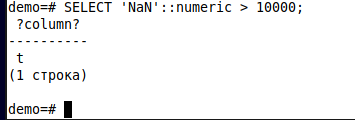 demo=# SELECT 'NaN'::numeric > 10000;
?column?
----------
t
(1 строка)
demo=#